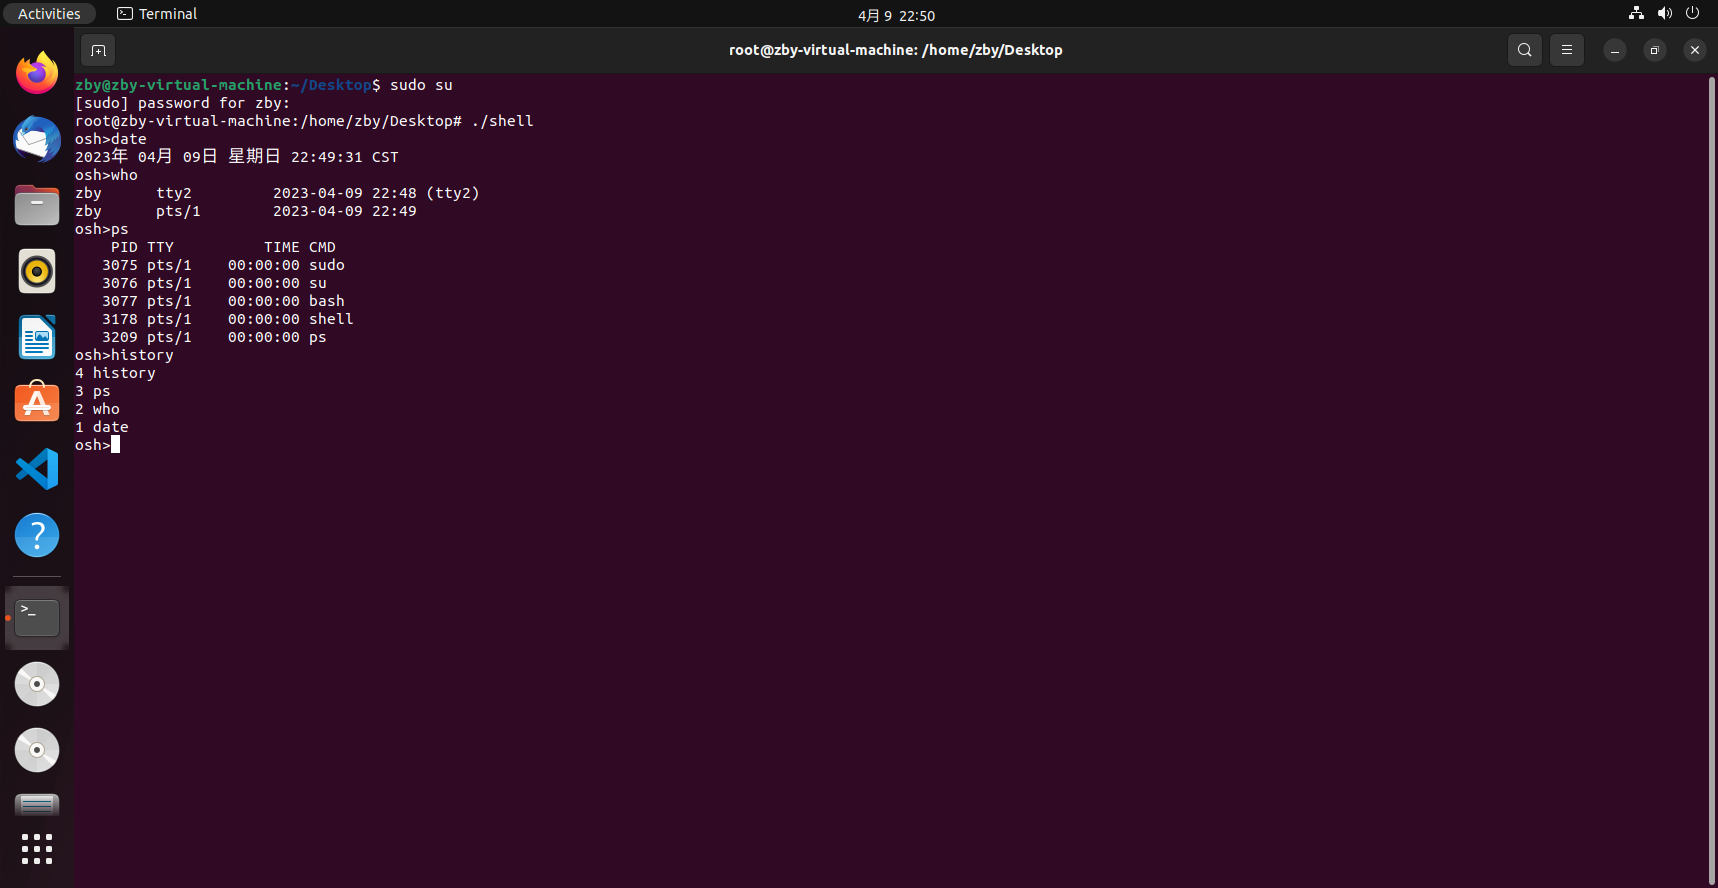 Activities
Terminal
4月 9 22:50
root@zby-virtual-machine: /home/zby/Desktop
zby@zby-virtual-machine:~/Desktop$ sudo su
[sudo] password for zby:
root@zby-virtual-machine:/home/zby/Desktop# ./shell
osh>date
2023年 04月 09日 星期日 22:49:31 CST
osh>who
zby      tty2         2023-04-09 22:48 (tty2)
zby      pts/1        2023-04-09 22:49
osh>ps
    PID TTY          TIME CMD
   3075 pts/1    00:00:00 sudo
   3076 pts/1    00:00:00 su
   3077 pts/1    00:00:00 bash
   3178 pts/1    00:00:00 shell
   3209 pts/1    00:00:00 ps
osh>history
4 history
3 ps
2 who
1 date
osh>